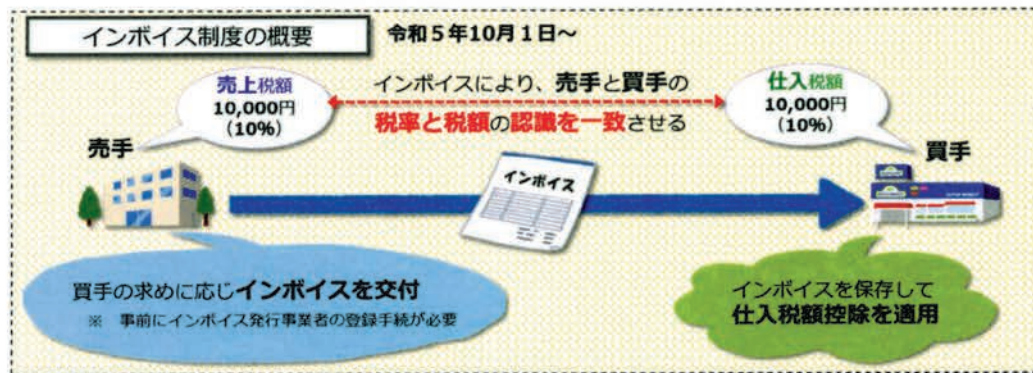 インボイス制度の概要
令和5年10月1日～
売上税額
10,000円
(10%)
インボイスにより、売手と買手の
税率と税額の認識を一致させる
仕入税額
10,000円
(10%)
売手
買手
インボイス
買手の求めに応じインボイスを交付
※ 事前にインボイス発行事業者の登録手続が必要
インボイスを保存して
仕入税額控除を適用